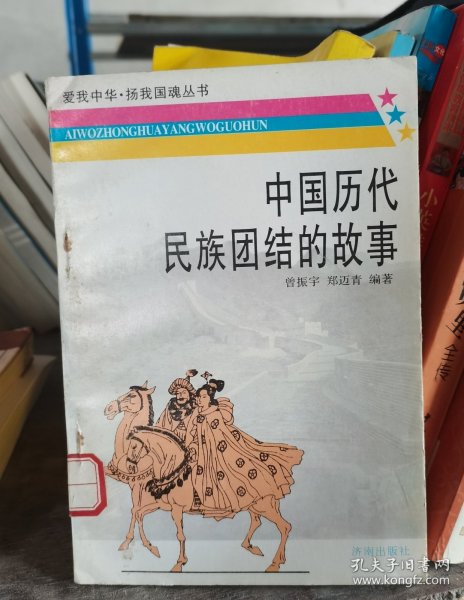 爱我中华·扬我国魂丛书
AIWOZHONGHUAYANGWOGUOHUN
中国历代
民族团结的故事
曾振宇 郑迈青 编著
济南出版社
孔夫子旧书网
www.kongfz.com
全传